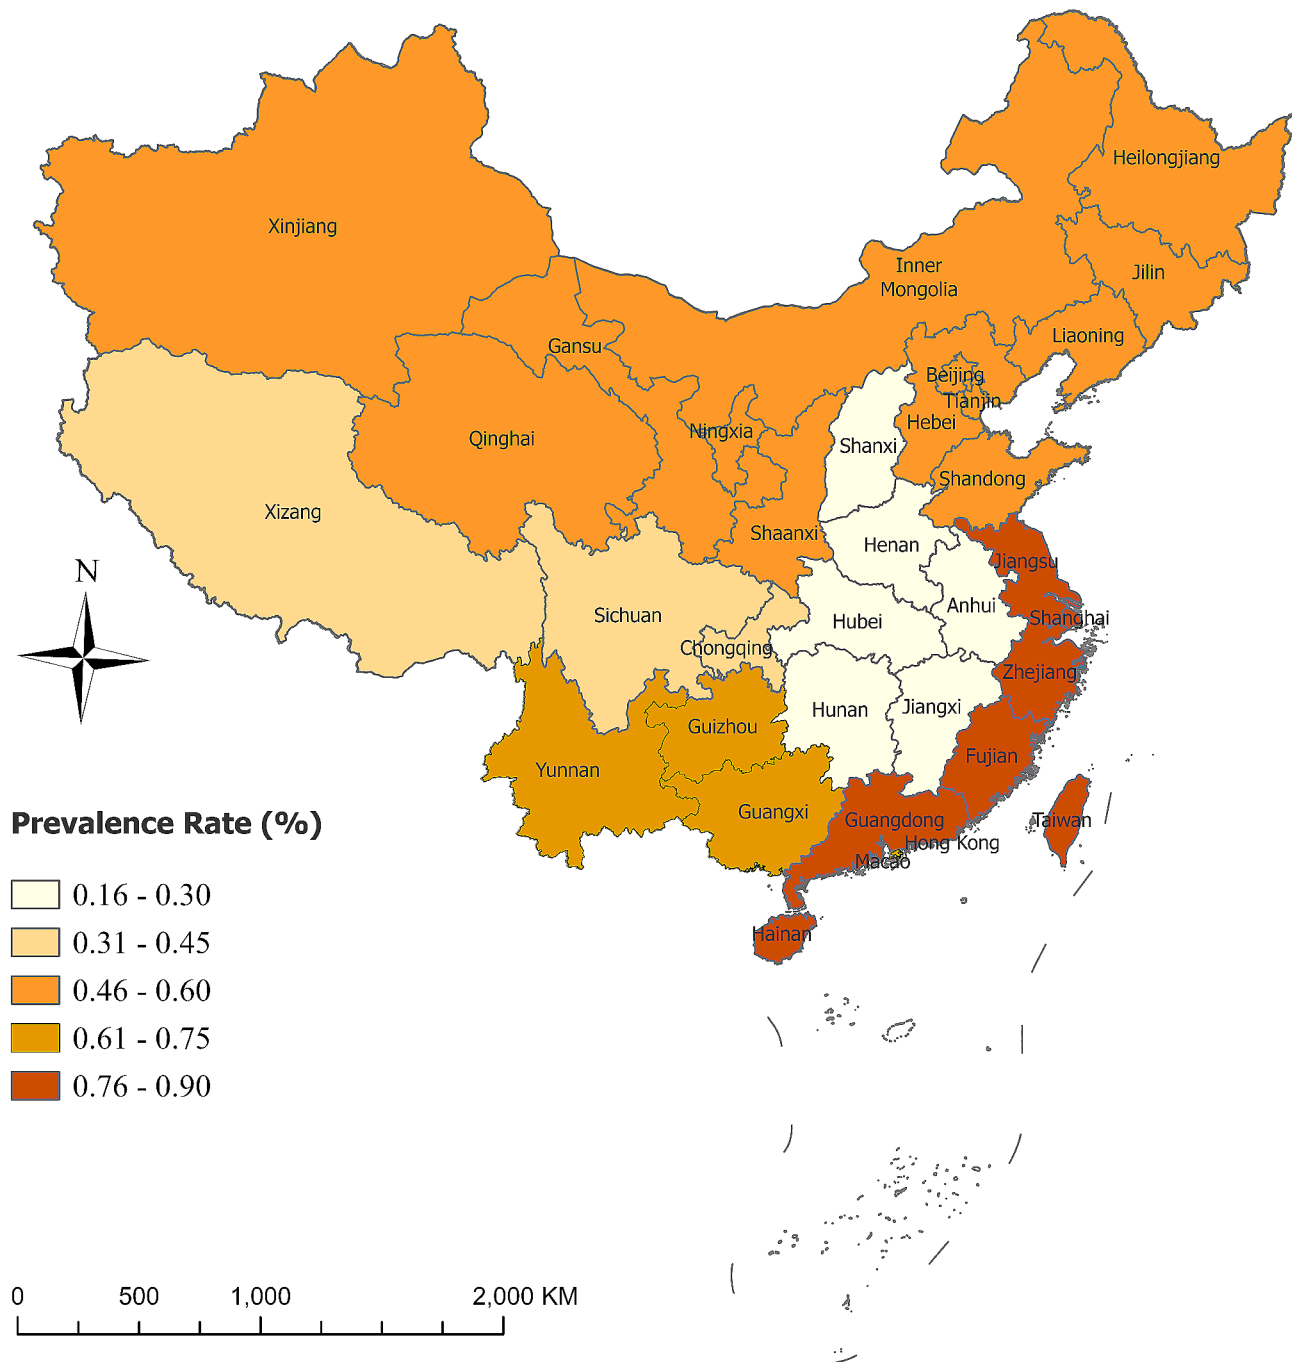 Heilongjiang
Xinjiang
Inner
Mongolia
Jilin
Liaoning
Gansu
Beijing
Tianjin
Hebei
Ningxia
Qinghai
Shanxi
Shandong
Xizang
Shaanxi
Henan
Jiangsu
N
Sichuan
Anhui
Shanghai
Hubei
Chongqing
Zhejiang
Hunan
Jiangxi
Guizhou
Fujian
Yunnan
Guangxi
Guangdong
Taiwan
Hong Kong
Macao
Hainan
Prevalence Rate (%)
0.16 - 0.30
0.31 - 0.45
0.46 - 0.60
0.61 - 0.75
0.76 - 0.90
0 500 1,000 2,000 KM